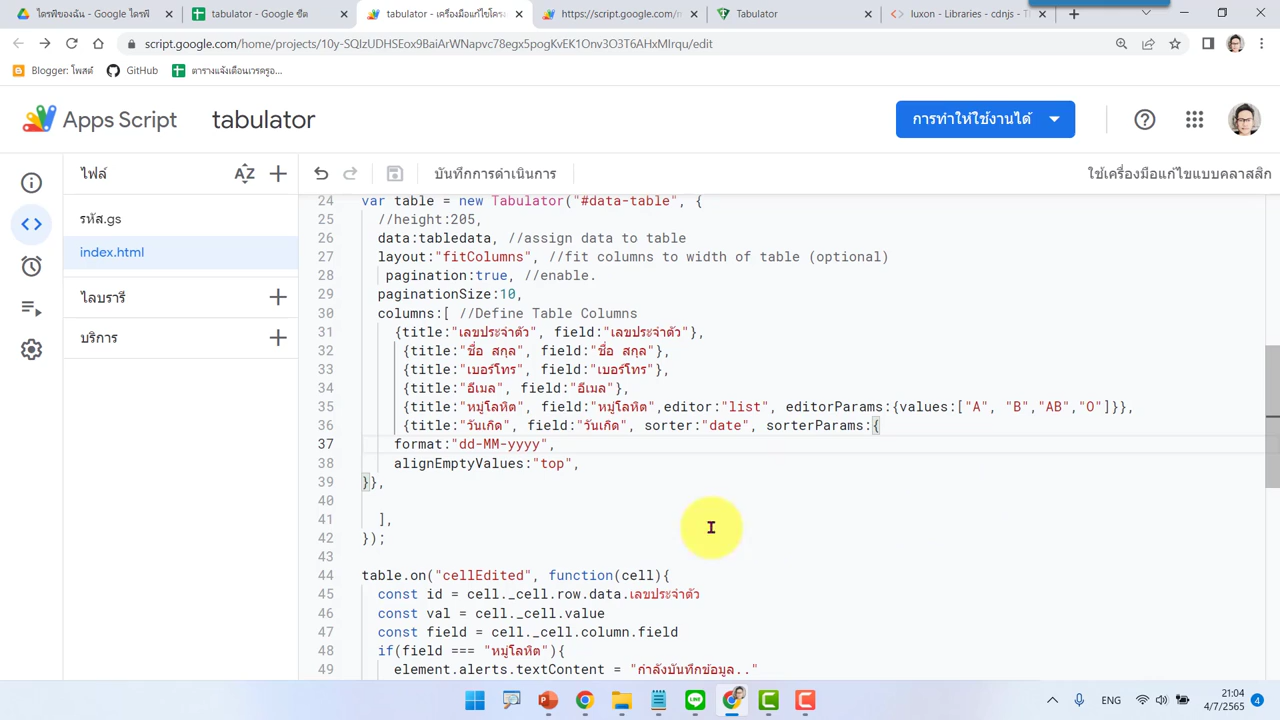 ไดรฟ์ของฉัน - Google ไดรฟ์
tabulator - Google ชีต
tabulator - เครื่องมือแก้ไขโครง
https://script.google.com/m
Tabulator
luxon - Libraries - cdnjs - T
script.google.com/home/projects/10y-SQIzUDHSEox9BaiArWNapvc78egx5pogKvEK1Onv3O3T6AHxMIrqu/edit
Blogger: โพสต์
GitHub
ตารางแจ้งเตือนเวรครูอ...
Apps Script
tabulator
การทำให้ใช้งานได้
ไฟล์
บันทึกการดำเนินการ
ใช้เครื่องมือแก้ไขแบบคลาสสิก
รหัส.gs
index.html
ไลบรารี
บริการ
24 var table = new Tabulator("#data-table", {
25 //height:205,
26 data:tabledata, //assign data to table
27 layout:"fitColumns", //fit columns to width of table (optional)
28 pagination:true, //enable.
29 paginationSize:10,
30 columns:[ //Define Table Columns
31 {title:"เลขประจำตัว", field:"เลขประจำตัว"},
32 {title:"ชื่อ สกุล", field:"ชื่อ สกุล"},
33 {title:"เบอร์โทร", field:"เบอร์โทร"},
34 {title:"อีเมล", field:"อีเมล"},
35 {title:"หมู่โลหิต", field:"หมู่โลหิต",editor:"list", editorParams:{values:["A", "B","AB","O"]}},
36 {title:"วันเกิด", field:"วันเกิด", sorter:"date", sorterParams:{
37 format:"dd-MM-yyyy",
38 alignEmptyValues:"top",
39 }},
40
41 ],
42 });
43
44 table.on("cellEdited", function(cell){
45 const id = cell._cell.row.data.เลขประจำตัว
46 const val = cell._cell.value
47 const field = cell._cell.column.field
48 if(field === "หมู่โลหิต"){
49 element.alerts.textContent = "กำลังบันทึกข้อมูล.."
ENG
21:04
4/7/2565
4